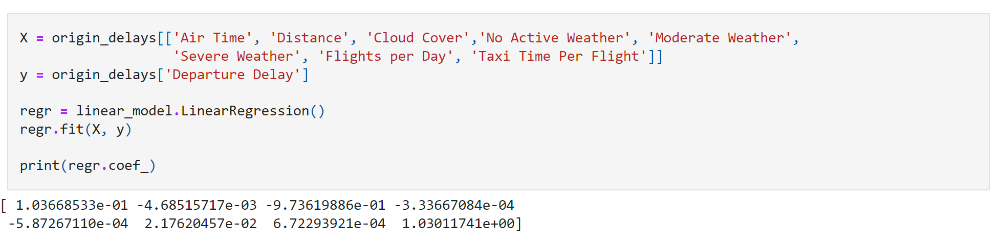 X = origin_delays[['Air Time', 'Distance', 'Cloud Cover','No Active Weather', 'Moderate Weather',
'Severe Weather', 'Flights per Day', 'Taxi Time Per Flight']]
y = origin_delays['Departure Delay']
regr = linear_model.LinearRegression()
regr.fit(X, y)
print(regr.coef_)
[ 1.03668533e-01 -4.68515717e-03 -9.73619886e-01 -3.33667084e-04
-5.87267110e-04  2.17620457e-02  6.72293921e-04  1.03011741e+00]